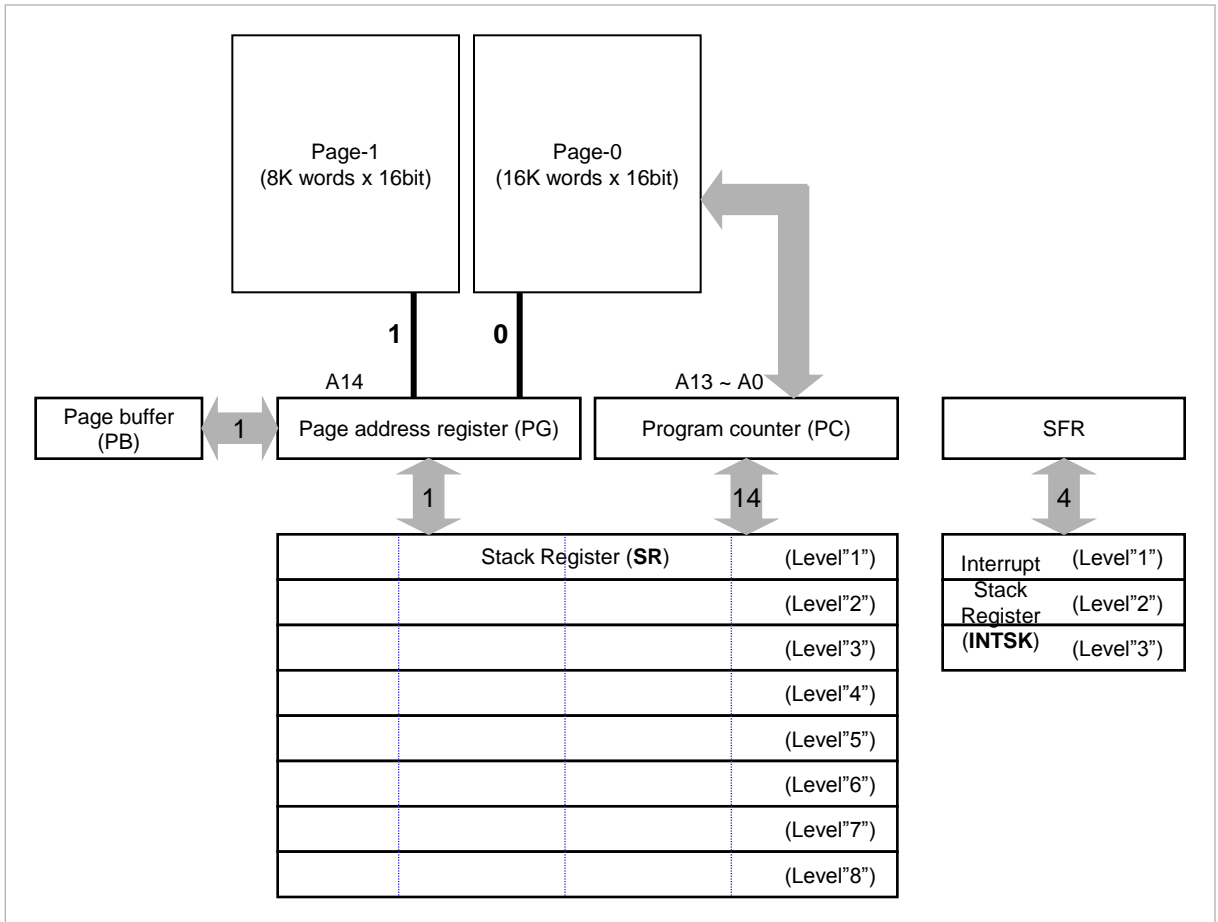 Page-1
(8K words x 16bit)
Page-0
(16K words x 16bit)
1
0
A14
A13 ~ A0
Page buffer
(PB)
1
Page address register (PG)
Program counter (PC)
SFR
1
14
4
Stack Register (SR)
(Level”1”)
(Level”2”)
(Level”3”)
(Level”4”)
(Level”5”)
(Level”6”)
(Level”7”)
(Level”8”)
Interrupt
Stack
Register
(INTSK)
(Level”1”)
(Level”2”)
(Level”3”)